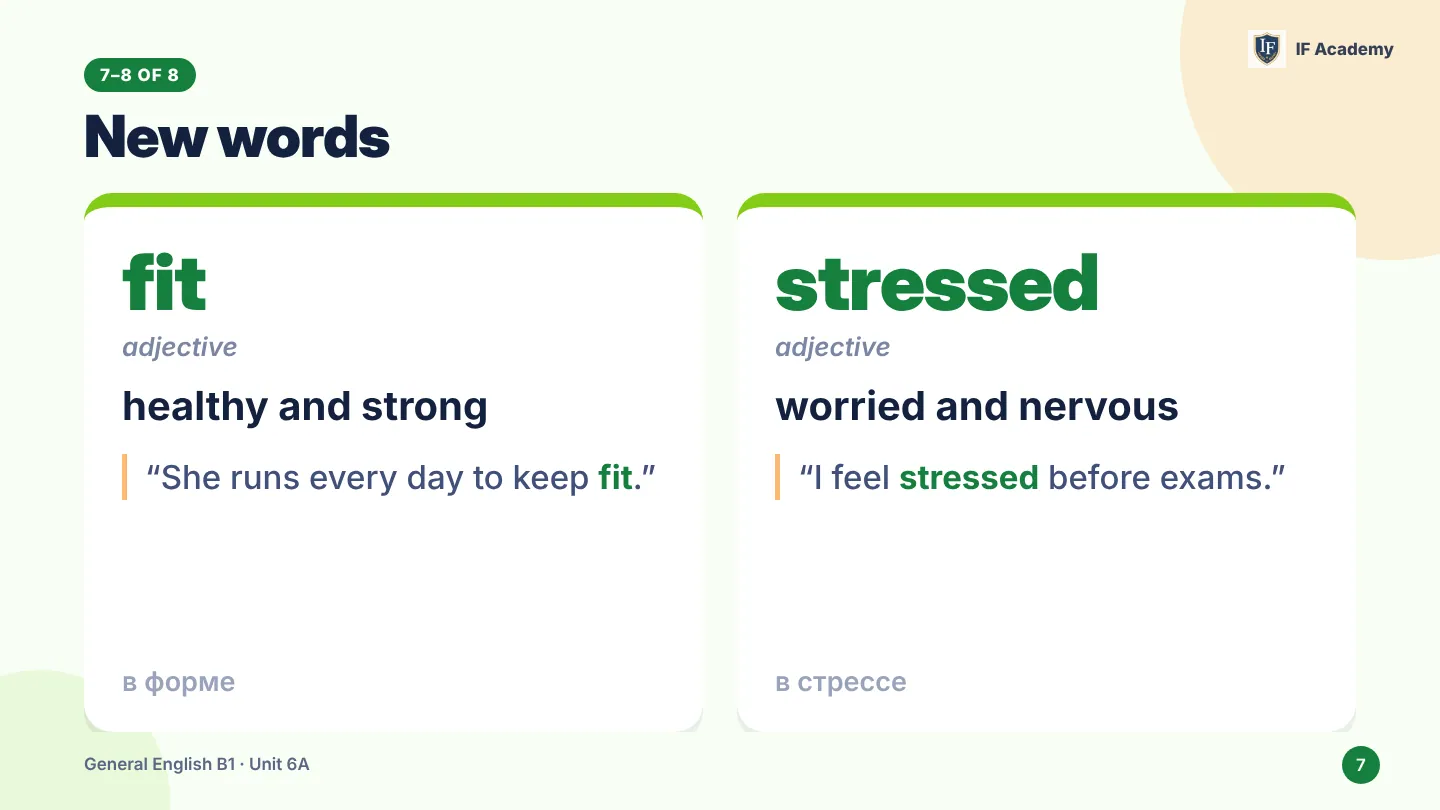 IF
IF Academy
7–8 OF 8
New words
fit
adjective
healthy and strong
“She runs every day to keep fit.”
в форме
stressed
adjective
worried and nervous
“I feel stressed before exams.”
в стрессе
General English B1 · Unit 6A
7